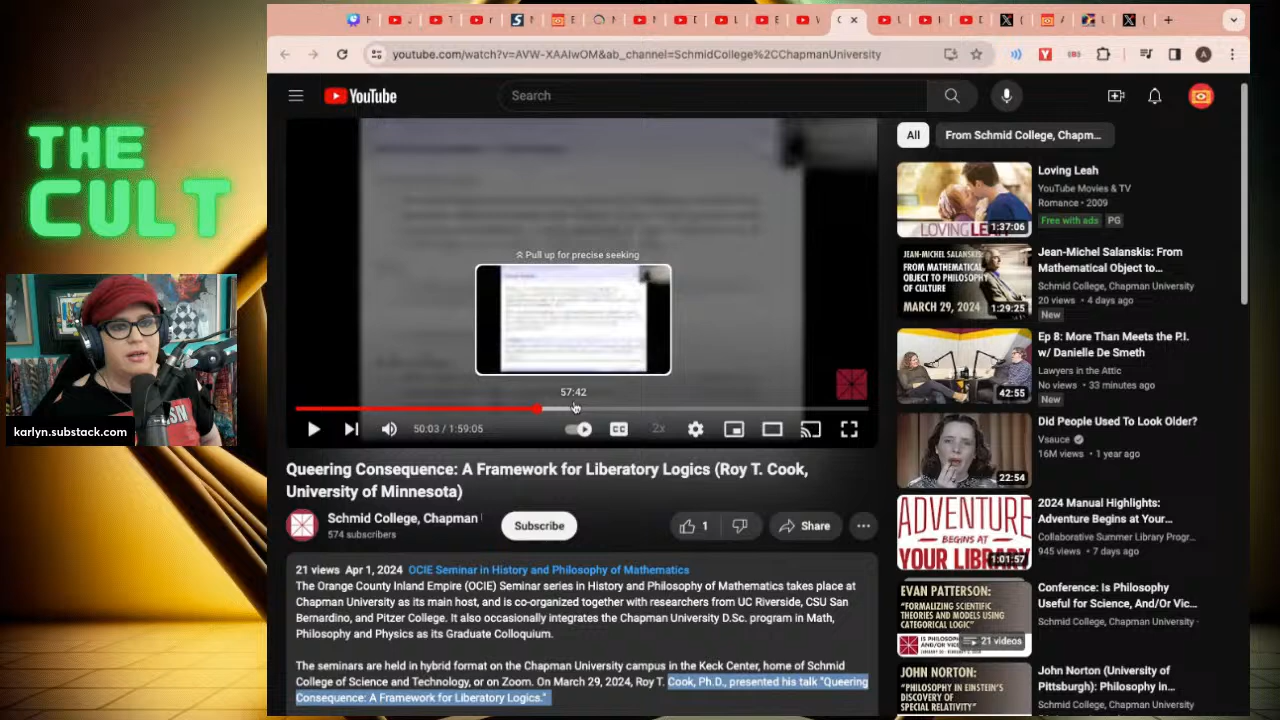 youtube.com/watch?v=AVW-XAAIwOM&ab_channel=SchmidCollege%2CChapmanUniversity
A
YouTube
Search
THE
CULT
karlyn.substack.com
Pull up for precise seeking
57:42
50:03 / 1:59:05
CC
2x
Queering Consequence: A Framework for Liberatory Logics (Roy T. Cook,
University of Minnesota)
Schmid College, Chapman
574 subscribers
Subscribe
1
Share
21 views Apr 1, 2024 OCIE Seminar in History and Philosophy of Mathematics
The Orange County Inland Empire (OCIE) Seminar series in History and Philosophy of Mathematics takes place at
Chapman University as its main host, and is co-organized together with researchers from UC Riverside, CSU San
Bernardino, and Pitzer College. It also occasionally integrates the Chapman University D.Sc. program in Math,
Philosophy and Physics as its Graduate Colloquium.
The seminars are held in hybrid format on the Chapman University campus in the Keck Center, home of Schmid
College of Science and Technology, or on Zoom. On March 29, 2024, Roy T. Cook, Ph.D., presented his talk "Queering
Consequence: A Framework for Liberatory Logics."
All
From Schmid College, Chapm...
LOVING LEAH
1:37:06
Loving Leah
YouTube Movies & TV
Romance • 2009
Free with ads PG
JEAN-MICHEL SALANSKIS:
FROM MATHEMATICAL
OBJECT TO PHILOSOPHY
OF CULTURE
MARCH 29, 2024
1:29:25
Jean-Michel Salanskis: From
Mathematical Object to...
Schmid College, Chapman University
20 views • 4 days ago
New
42:55
Ep 8: More Than Meets the P.I.
w/ Danielle De Smeth
Lawyers in the Attic
No views • 33 minutes ago
New
22:54
Did People Used To Look Older?
Vsauce
16M views • 1 year ago
ADVENTURE
BEGINS AT
YOUR LIBRARY
1:01:57
2024 Manual Highlights:
Adventure Begins at Your...
Collaborative Summer Library Progr...
945 views • 7 days ago
EVAN PATTERSON:
"FORMALIZING SCIENTIFIC
THEORIES AND MODELS USING
CATEGORICAL LOGIC"
21 videos
Conference: Is Philosophy
Useful for Science, And/Or Vic...
Schmid College, Chapman University
JOHN NORTON:
"PHILOSOPHY IN EINSTEIN'S
DISCOVERY OF
SPECIAL RELATIVITY"
John Norton (University of
Pittsburg): Philosophy in...
Schmid College, Chapman University